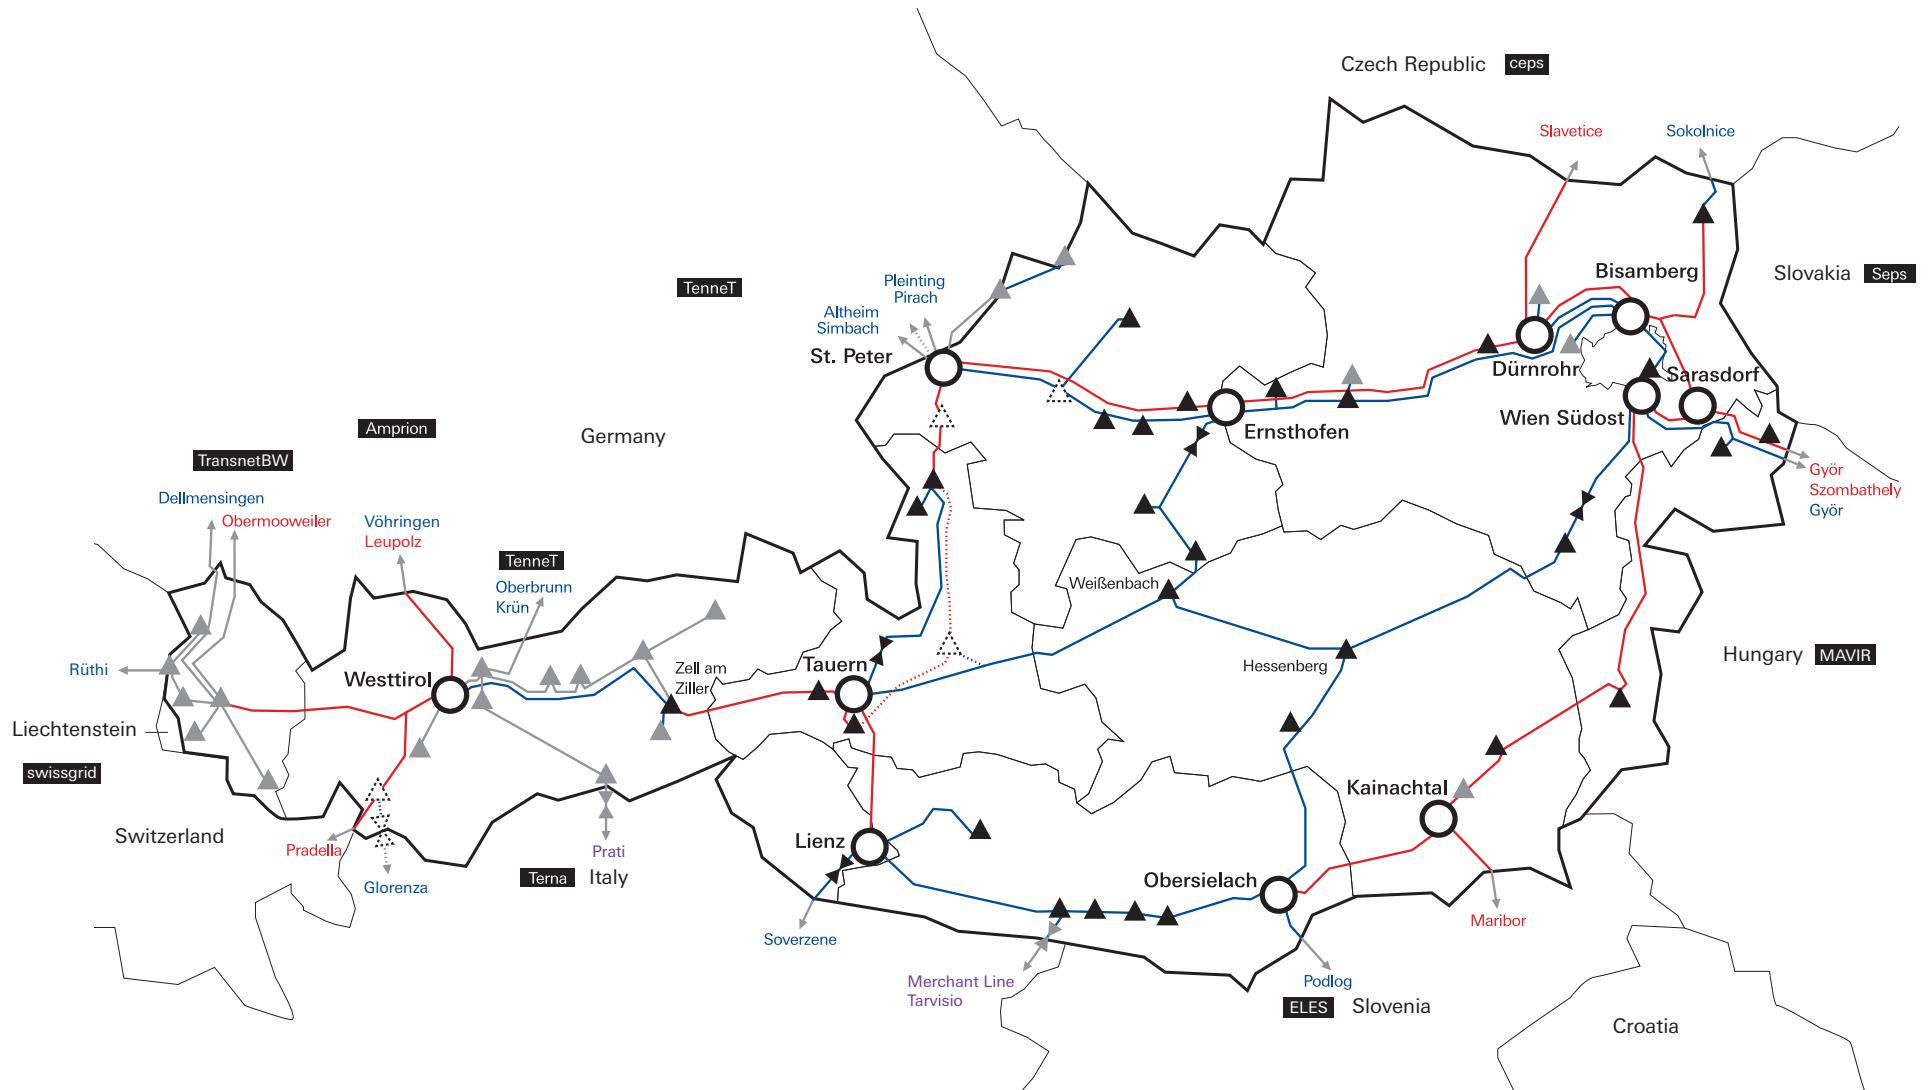 Czech Republic ceps
Slavetice
Sokolnice
Bisamberg
Slovakia Seps
TenneT
Pleinting
Pirach
Altheim
Simbach
St. Peter
Dürnrohr
Sarasdorf
Wien Südost
Ernsthofen
Amprion
Germany
TransnetBW
Dellmensingen
Obermooweiler
Vöhringen
Leupolz
Györ
Szombathely
Györ
TenneT
Oberbrunn
Krün
Weißenbach
Rüthi
Westtirol
Zell am
Ziller
Tauern
Hessenberg
Hungary MAVIR
Liechtenstein
swissgrid
Kainachtal
Switzerland
Pradella
Prati
Lienz
Terna Italy
Glorenza
Obersielach
Maribor
Soverzene
Merchant Line
Tarvisio
Podlog
ELES Slovenia
Croatia